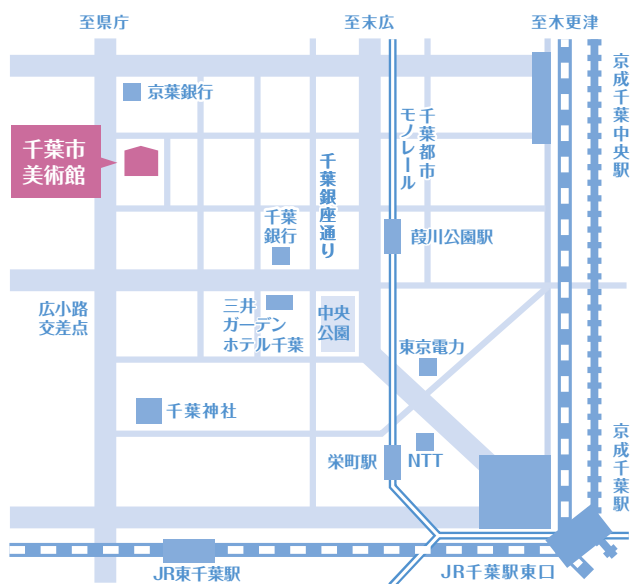 至県庁
至末広
至木更津
京成千葉中央駅
京葉銀行
千葉都市
モノレール
千葉市
美術館
千葉銀座通り
千葉
銀行
葭川公園駅
広小路
交差点
三井
ガーデン
ホテル千葉
中央
公園
東京電力
千葉神社
京成千葉駅
栄町駅
NTT
JR東千葉駅
JR千葉駅東口